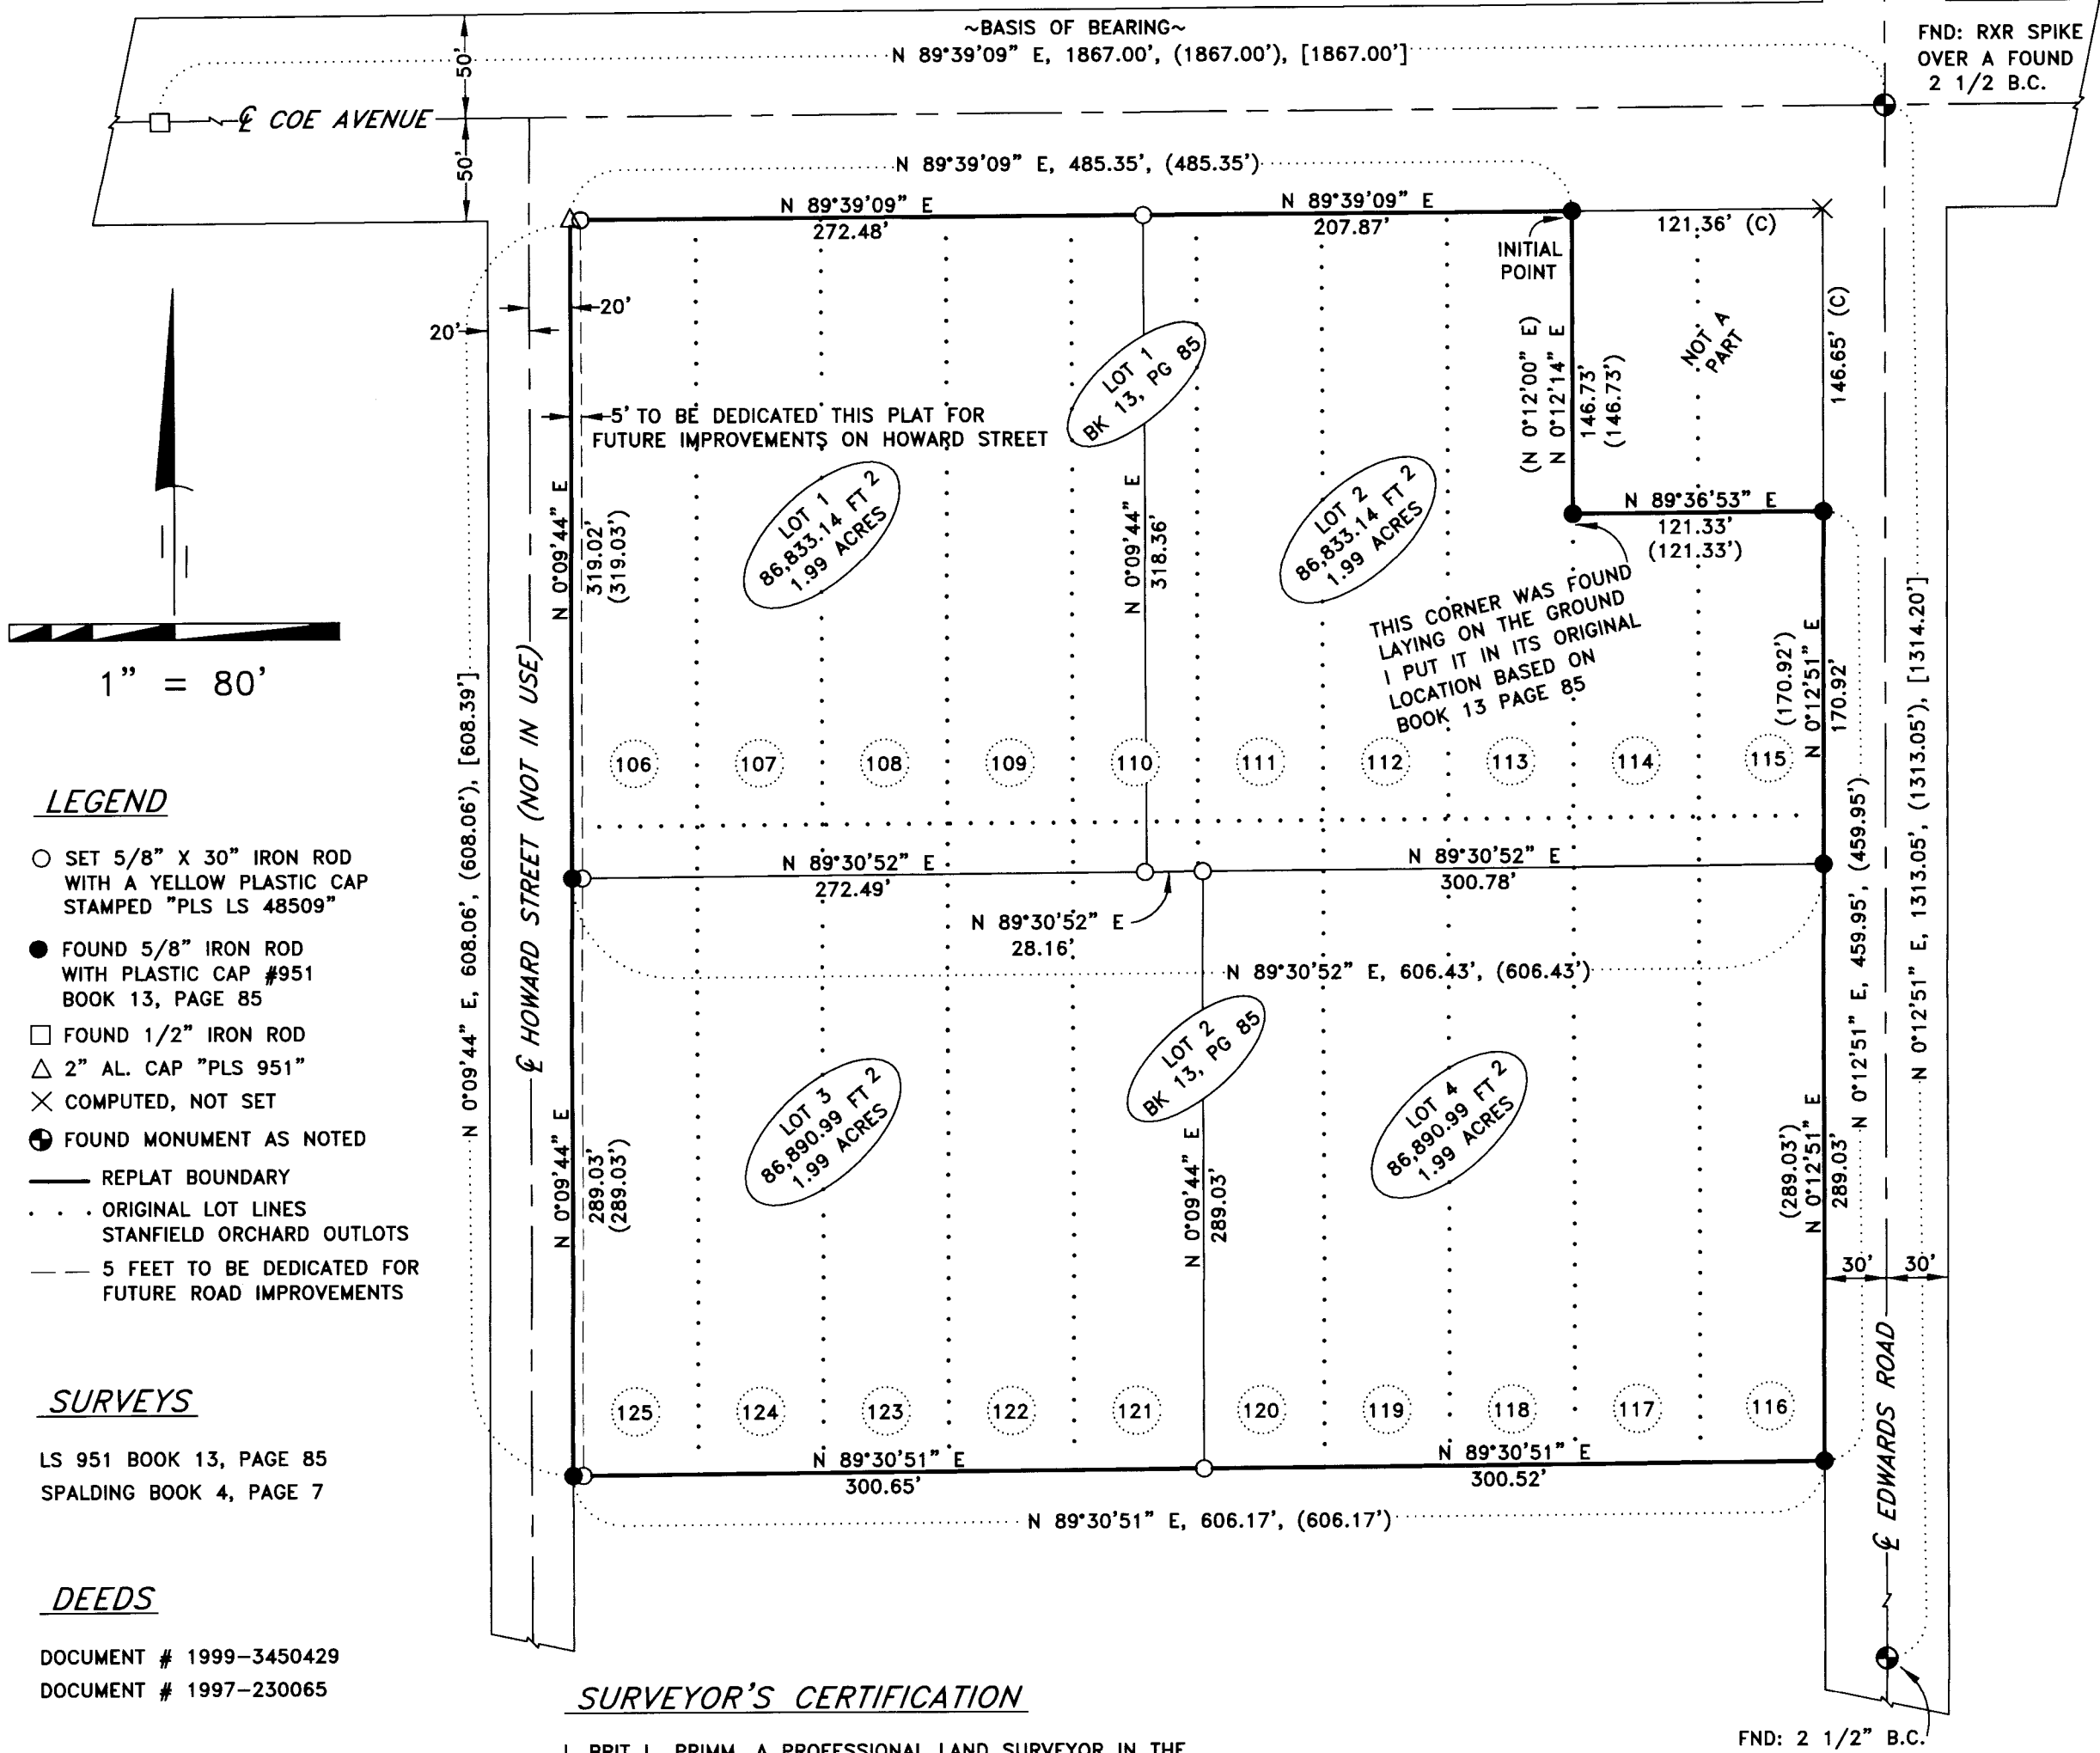 ~BASIS OF BEARING~
N 89°39'09" E, 1867.00', (1867.00'), [1867.00']
FND: RXR SPIKE
OVER A FOUND
2 1/2 B.C.
50'
50'
℄ COE AVENUE
N 89°39'09" E, 485.35', (485.35')
N 89°39'09" E
272.48'
N 89°39'09" E
207.87'
121.36' (C)
INITIAL
POINT
20'
20'
(N 0°12'00" E)
N 0°12'14" E
146.73'
(146.73')
NOT A
PART
146.65' (C)
LOT 1
BK 13, PG 85
5' TO BE DEDICATED THIS PLAT FOR
FUTURE IMPROVEMENTS ON HOWARD STREET
N 0°09'44" E
319.02'
(319.03')
LOT 1
86,833.14 FT 2
1.99 ACRES
N 0°09'44" E
318.36'
LOT 2
86,833.14 FT 2
1.99 ACRES
N 89°36'53" E
121.33'
(121.33')
THIS CORNER WAS FOUND
LAYING ON THE GROUND
I PUT IT IN ITS ORIGINAL
LOCATION BASED ON
BOOK 13 PAGE 85
(170.92')
N 0°12'51" E
170.92'
1" = 80'
N 0°09'44" E, 608.06', (608.06'), [608.39']
℄ HOWARD STREET (NOT IN USE)
N 0°12'51" E, 459.95', (459.95')
N 0°12'51" E, 1313.05', (1313.05'), [1314.20']
106
107
108
109
110
111
112
113
114
115
N 89°30'52" E
272.49'
N 89°30'52" E
28.16'
N 89°30'52" E
300.78'
N 89°30'52" E, 606.43', (606.43')
LEGEND
SET 5/8" X 30" IRON ROD
WITH A YELLOW PLASTIC CAP
STAMPED "PLS LS 48509"
FOUND 5/8" IRON ROD
WITH PLASTIC CAP #951
BOOK 13, PAGE 85
FOUND 1/2" IRON ROD
2" AL. CAP "PLS 951"
COMPUTED, NOT SET
FOUND MONUMENT AS NOTED
REPLAT BOUNDARY
ORIGINAL LOT LINES
STANFIELD ORCHARD OUTLOTS
5 FEET TO BE DEDICATED FOR
FUTURE ROAD IMPROVEMENTS
LOT 2
BK 13, PG 85
N 0°09'44" E
289.03'
(289.03')
LOT 3
86,890.99 FT 2
1.99 ACRES
N 0°09'44" E
289.03'
LOT 4
86,890.99 FT 2
1.99 ACRES
(289.03')
N 0°12'51" E
289.03'
30'
30'
℄ EDWARDS ROAD
125
124
123
122
121
120
119
118
117
116
N 89°30'51" E
300.65'
N 89°30'51" E
300.52'
N 89°30'51" E, 606.17', (606.17')
SURVEYS
LS 951 BOOK 13, PAGE 85
SPALDING BOOK 4, PAGE 7
DEEDS
DOCUMENT # 1999-3450429
DOCUMENT # 1997-230065
SURVEYOR'S CERTIFICATION
FND: 2 1/2" B.C.
I, BRIT L. PRIMM, A PROFESSIONAL LAND SURVEYOR IN THE